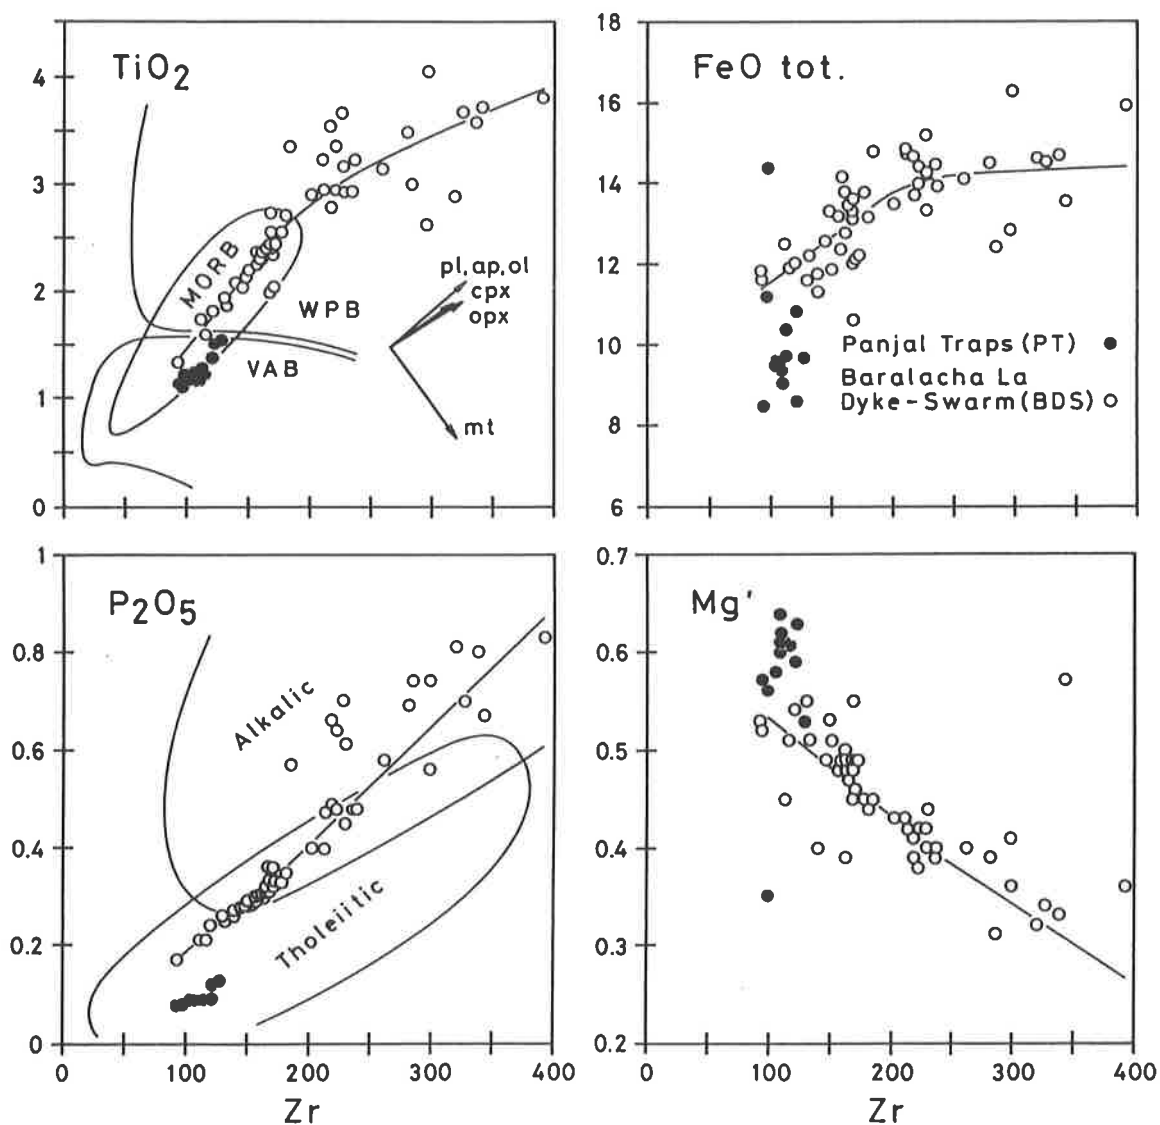 TiO2
4
3
2
1
0
MORB
WPB
VAB
pl,ap,ol
cpx
opx
mt
FeO tot.
18
16
14
12
10
8
6
Panjal Traps (PT) ●
Baralacha La
Dyke-Swarm (BDS) ○
P2O5
1
0.8
0.6
0.4
0.2
0
Alkalic
Tholeiitic
0 100 200 300 400
Zr
Mg'
0.7
0.6
0.5
0.4
0.3
0.2
0 100 200 300 400
Zr